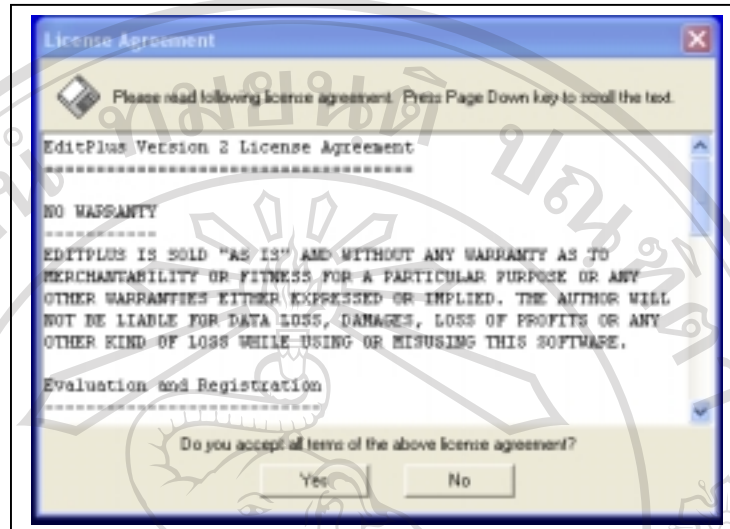 License Agreement
Please read following license agreement. Press Page Down key to scroll the text.
EditPlus Version 2 License Agreement
====================================
NO WARRANTY
-----------
EDITPLUS IS SOLD "AS IS" AND WITHOUT ANY WARRANTY AS TO
MERCHANTABILITY OR FITNESS FOR A PARTICULAR PURPOSE OR ANY
OTHER WARRANTIES EITHER EXPRESSED OR IMPLIED. THE AUTHOR WILL
NOT BE LIABLE FOR DATA LOSS, DAMAGES, LOSS OF PROFITS OR ANY
OTHER KIND OF LOSS WHILE USING OR MISUSING THIS SOFTWARE.
Evaluation and Registration
---------------------------
Do you accept all terms of the above license agreement?
Yes
No